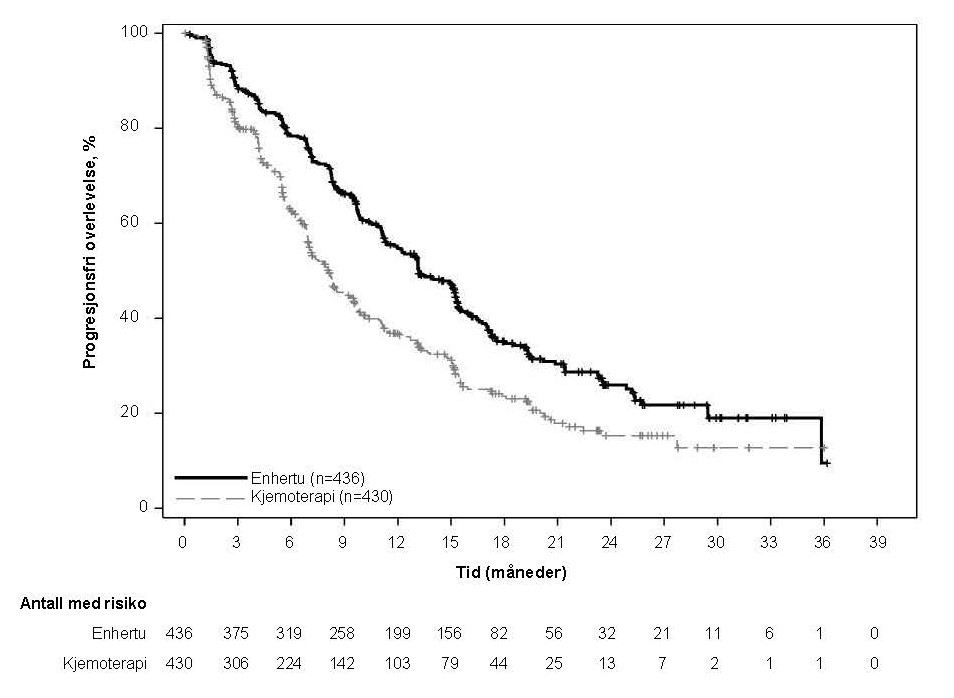 100
80
60
40
20
0
Progresjonsfri overlevelse, %
Enhertu (n=436)
Kjemoterapi (n=430)
0 3 6 9 12 15 18 21 24 27 30 33 36 39
Tid (måneder)
Antall med risiko
Enhertu 436 375 319 258 199 156 82 56 32 21 11 6 1 0
Kjemoterapi 430 306 224 142 103 79 44 25 13 7 2 1 1 0